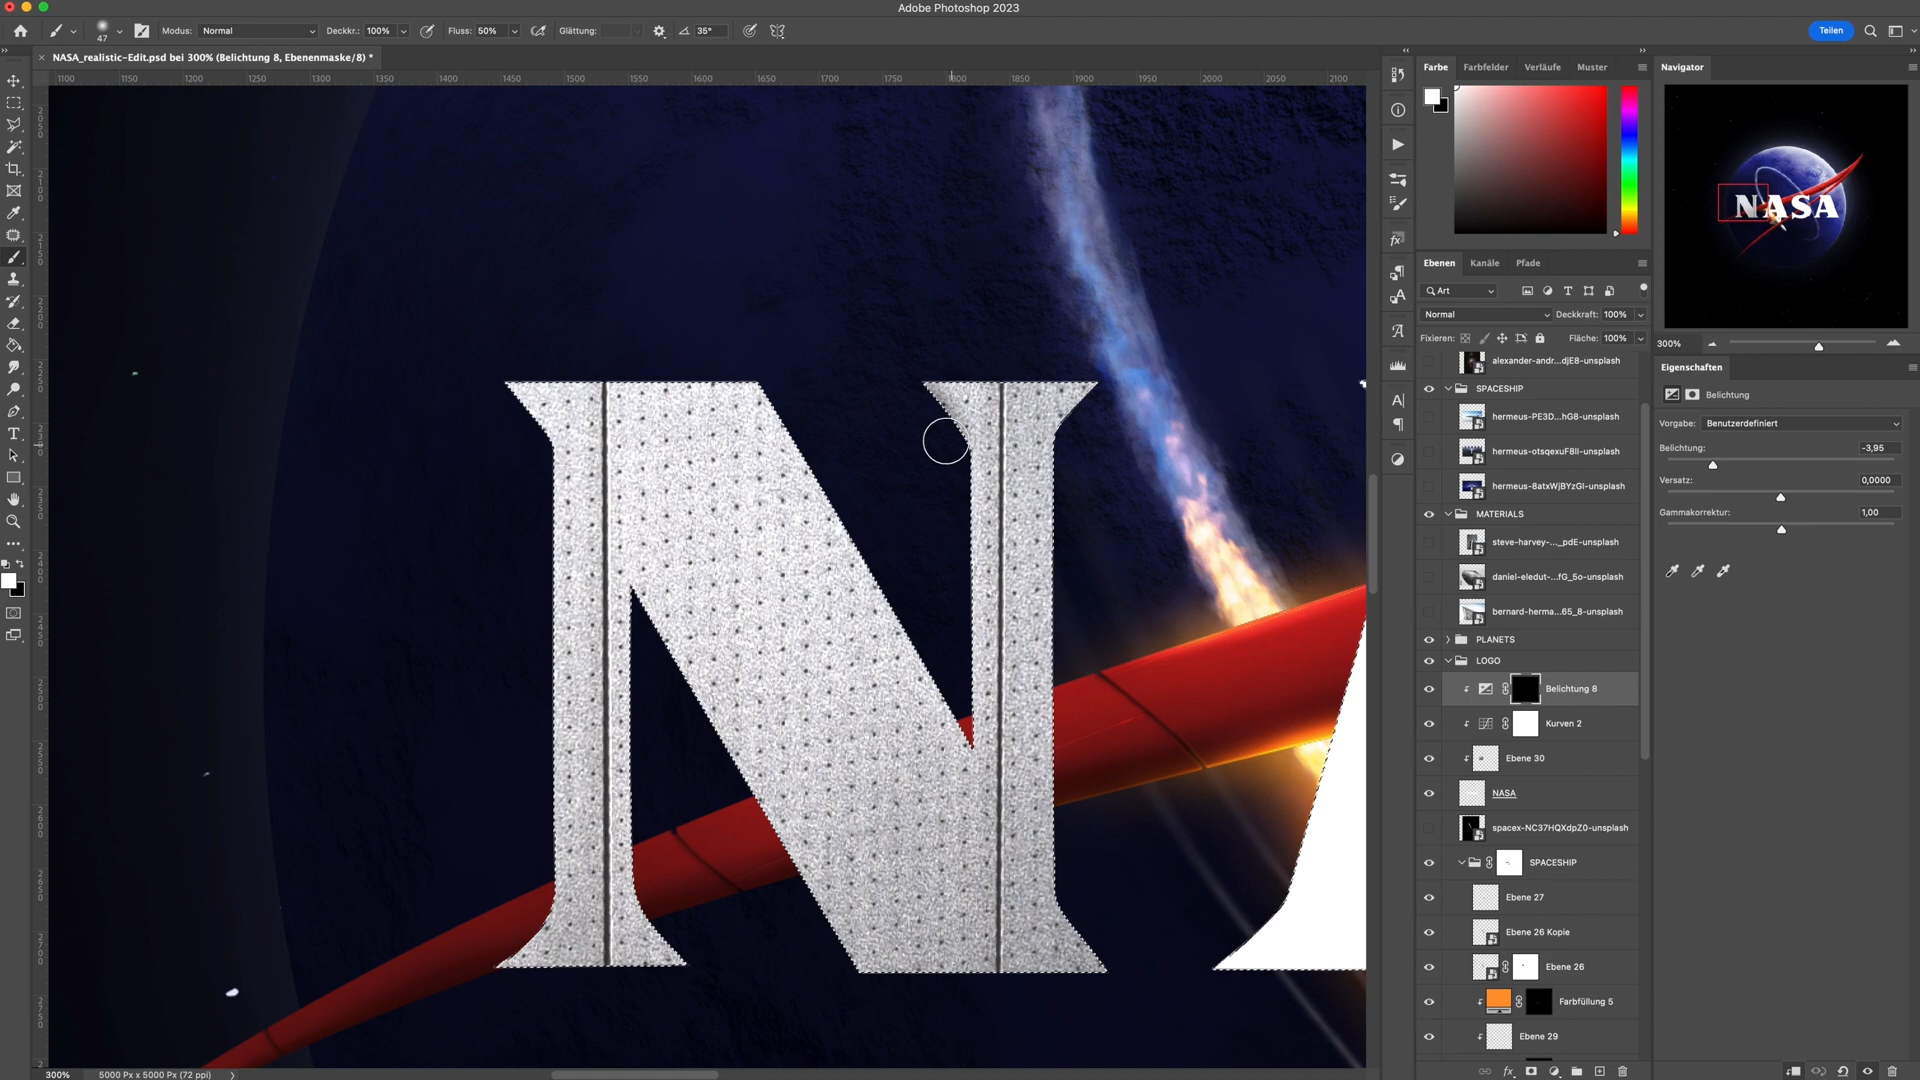 Adobe Photoshop 2023
47
Modus: Normal
Deckkr.: 100%
Fluss: 50%
Glättung:
35°
Teilen
NASA_realistic-Edit.psd bei 300% (Belichtung 8, Ebenenmaske/8) *
1100 1150 1200 1250 1300 1350 1400 1450 1500 1550 1600 1650 1700 1750 1800 1850 1900 1950 2000 2050 2100
Farbe Farbfelder Verläufe Muster
Navigator
NASA
300%
Ebenen Kanäle Pfade
Art
Normal Deckkraft: 100%
Fixieren: Fläche: 100%
alexander-andr...djE8-unsplash
SPACESHIP
hermeus-PE3D...hG8-unsplash
hermeus-otsqexuF8lI-unsplash
hermeus-8atxWjBYzGI-unsplash
MATERIALS
steve-harvey-..._pdE-unsplash
daniel-eledut-...fG_5o-unsplash
bernard-herma...65_8-unsplash
PLANETS
LOGO
Belichtung 8
Kurven 2
Ebene 30
NASA
spacex-NC37HQXdpZ0-unsplash
SPACESHIP
Ebene 27
Ebene 26 Kopie
Ebene 26
Farbfüllung 5
Ebene 29
Eigenschaften
Belichtung
Vorgabe: Benutzerdefiniert
Belichtung: -3,95
Versatz: 0,0000
Gammakorrektur: 1,00
N
300% 5000 Px x 5000 Px (72 ppi)